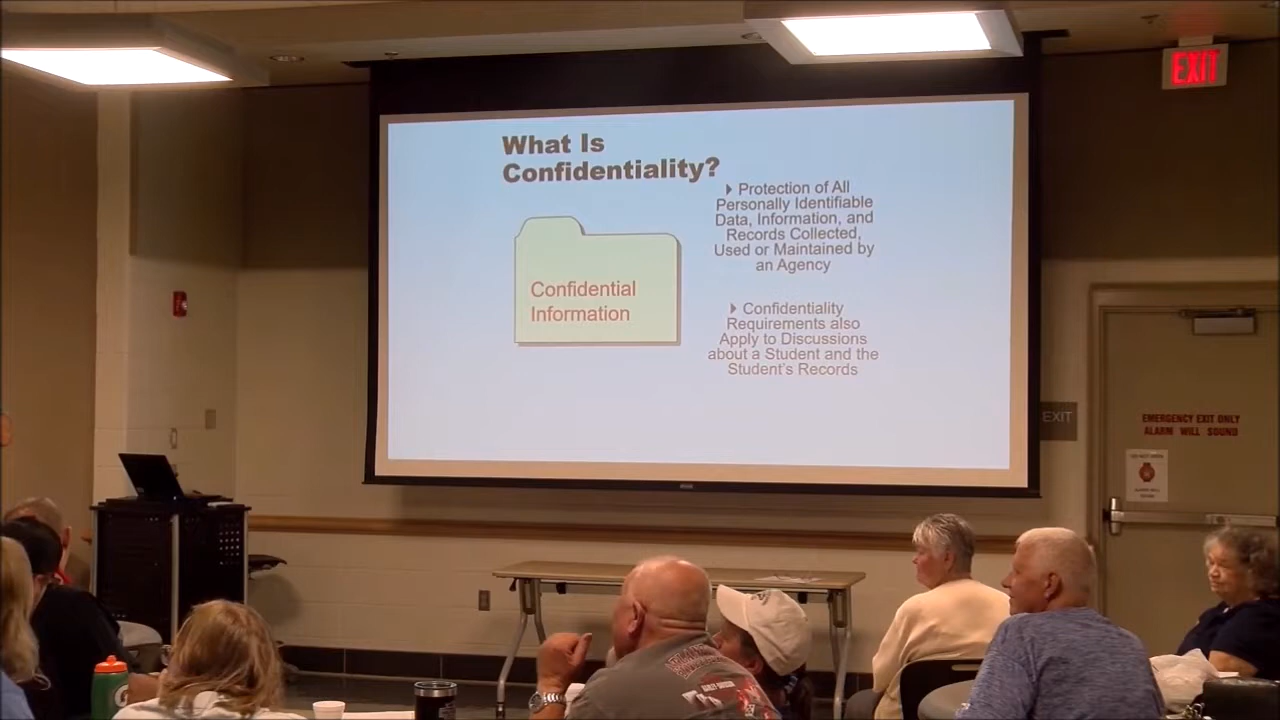 EXIT
What Is
Confidentiality?
Protection of All
Personally Identifiable
Data, Information, and
Records Collected,
Used or Maintained by
an Agency
Confidential
Information
Confidentiality
Requirements also
Apply to Discussions
about a Student and the
Student's Records
EXIT
EMERGENCY EXIT ONLY
ALARM WILL SOUND
G